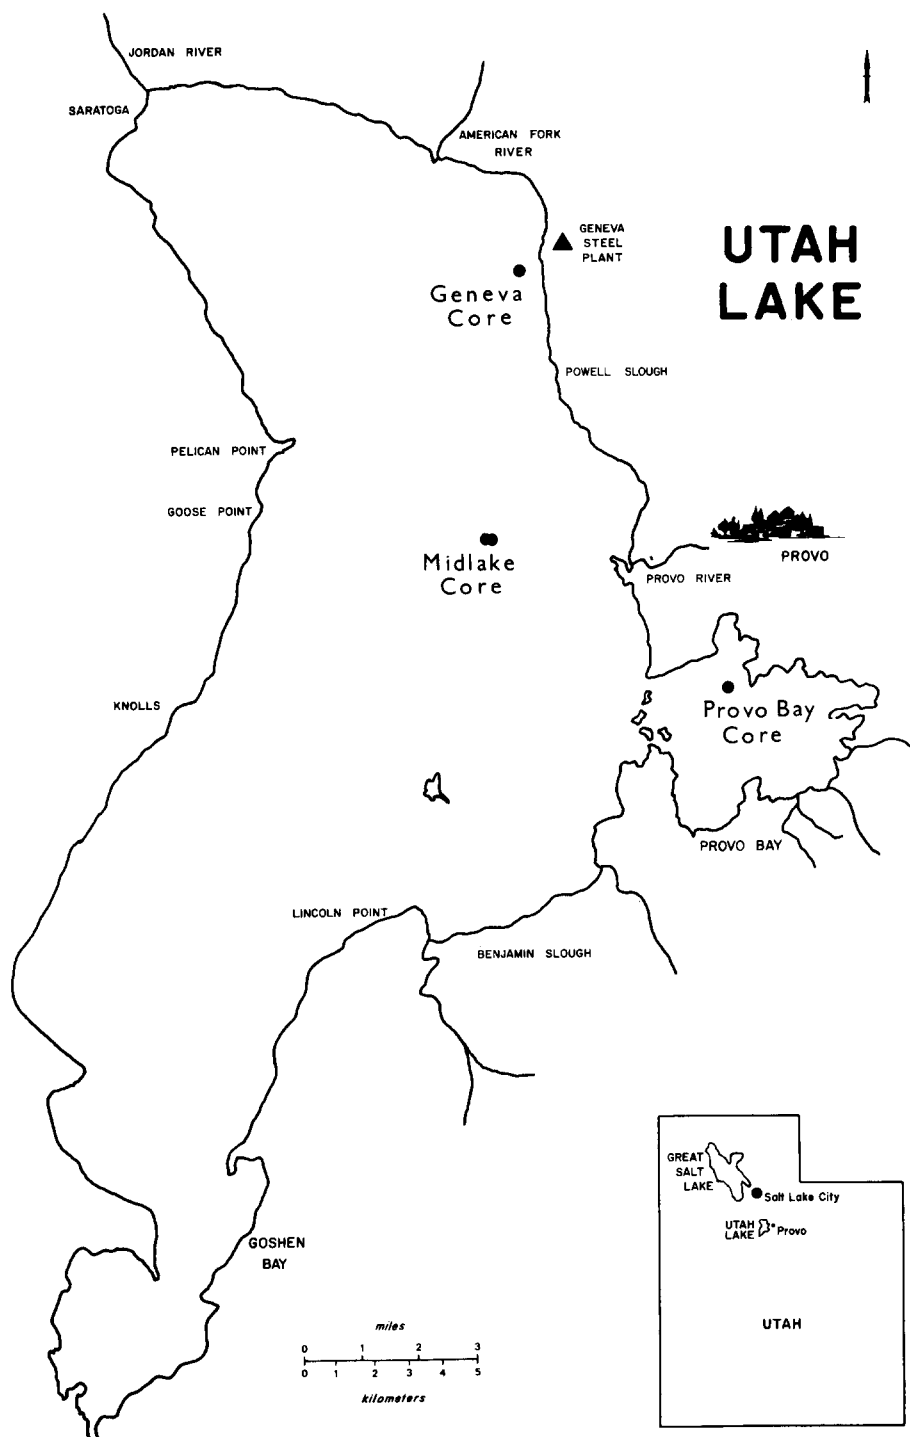 JORDAN RIVER
SARATOGA
AMERICAN FORK
RIVER
GENEVA
STEEL
PLANT
UTAH
LAKE
Geneva
Core
POWELL SLOUGH
PELICAN POINT
GOOSE POINT
PROVO
Midlake
Core
PROVO RIVER
KNOLLS
Provo Bay
Core
PROVO BAY
LINCOLN POINT
BENJAMIN SLOUGH
GREAT
SALT
LAKE
Salt Lake City
UTAH
LAKE
Provo
GOSHEN
BAY
UTAH
miles
0 1 2 3
0 1 2 3 4 5
kilometers